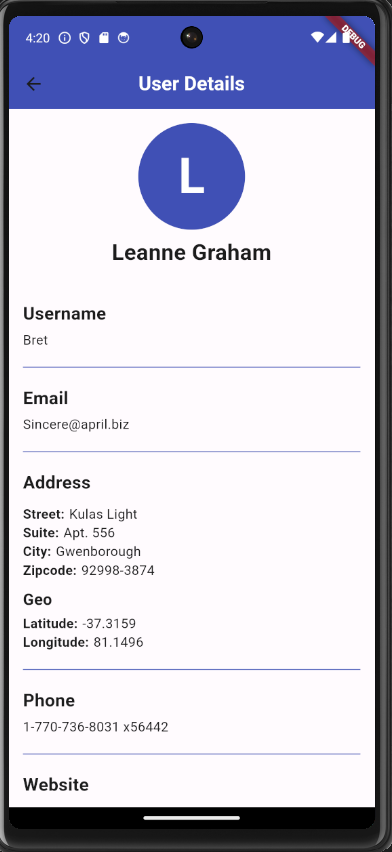 4:20
DEBUG
User Details
L
Leanne Graham
Username
Bret
Email
Sincere@april.biz
Address
Street: Kulas Light
Suite: Apt. 556
City: Gwenborough
Zipcode: 92998-3874
Geo
Latitude: -37.3159
Longitude: 81.1496
Phone
1-770-736-8031 x56442
Website